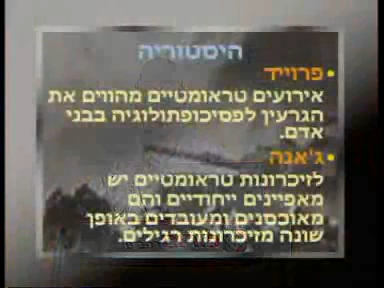 היסטוריה
•פרויד
אירועים טראומטיים מהווים את
הגרעין לפסיכופתולוגיה בבני
אדם.
•ג'אנה
לזיכרונות טראומטיים יש
מאפיינים ייחודיים והם
מאוכסנים ומעובדים באופן
שונה מזיכרונות רגילים.